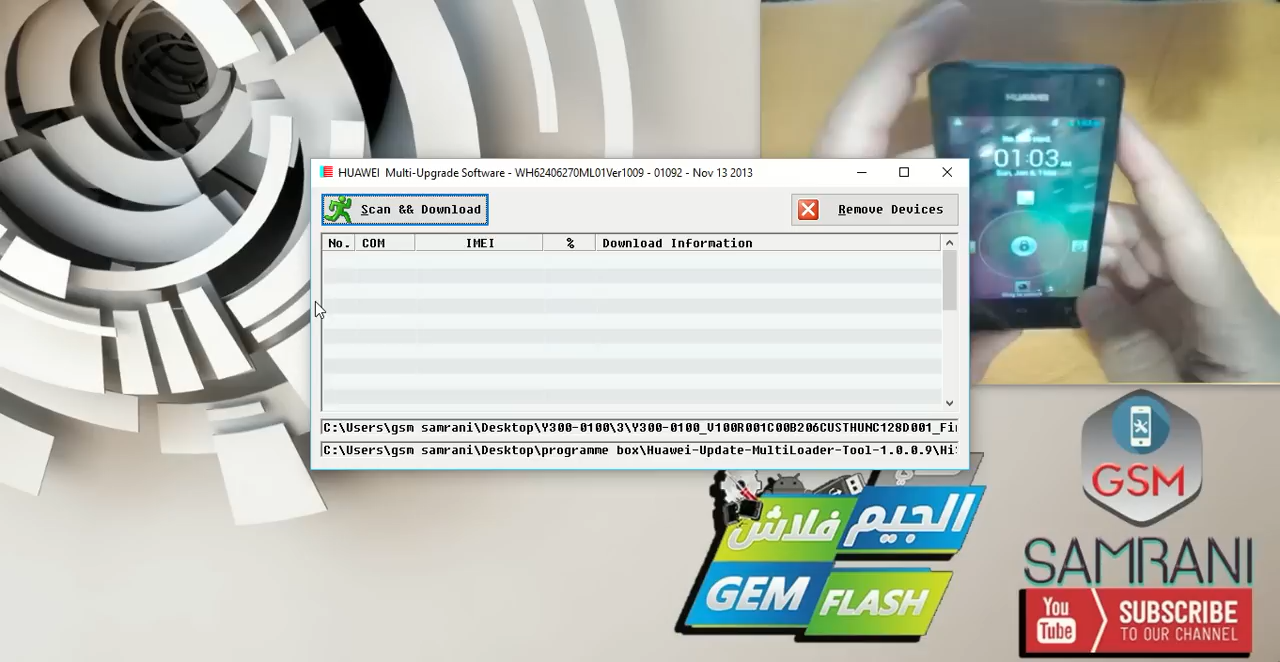 HUAWEI Multi-Upgrade Software - WH62406270ML01Ver1009 - 01092 - Nov 13 2013
Scan && Download
Remove Devices
No. COM IMEI % Download Information
C:\Users\gsm samrani\Desktop\Y300-0100\3\Y300-0100_V100R001C00B206CUSTHUNC128D001_Fi
C:\Users\gsm samrani\Desktop\programme box\Huawei-Update-MultiLoader-Tool-1.0.0.9\Hi
HUAWEI
01:03
الجيم فلاش
GEM FLASH
GSM
SAMRANI
You Tube
SUBSCRIBE
TO OUR CHANNEL